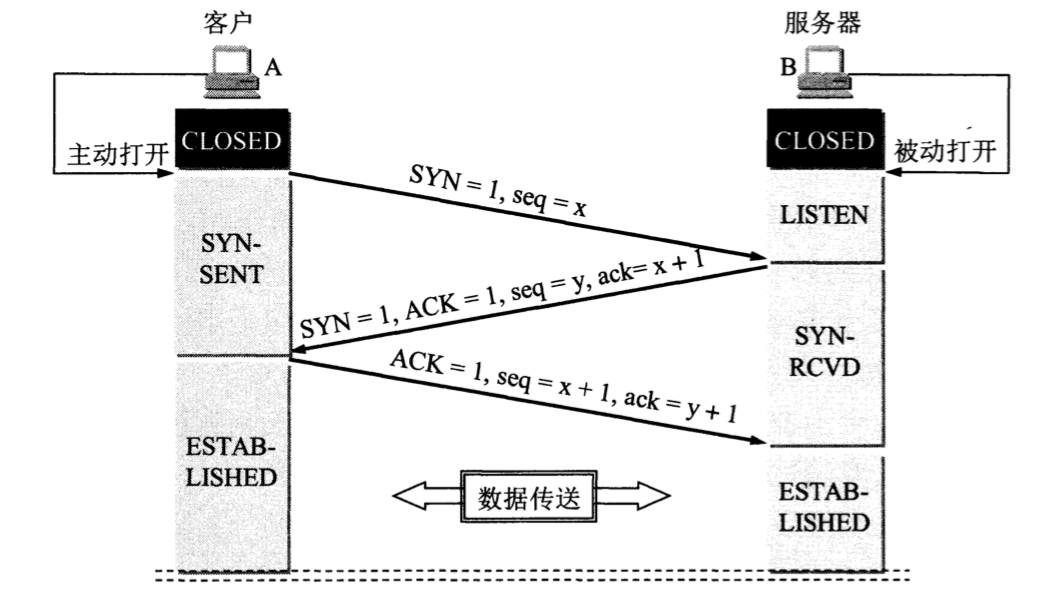 客户
服务器
A
B
CLOSED
CLOSED
主动打开
被动打开
SYN = 1, seq = x
LISTEN
SYN-
SENT
SYN = 1, ACK = 1, seq = y, ack= x + 1
SYN-
RCVD
ACK = 1, seq = x + 1, ack = y + 1
ESTAB-
LISHED
数据传送
ESTAB-
LISHED